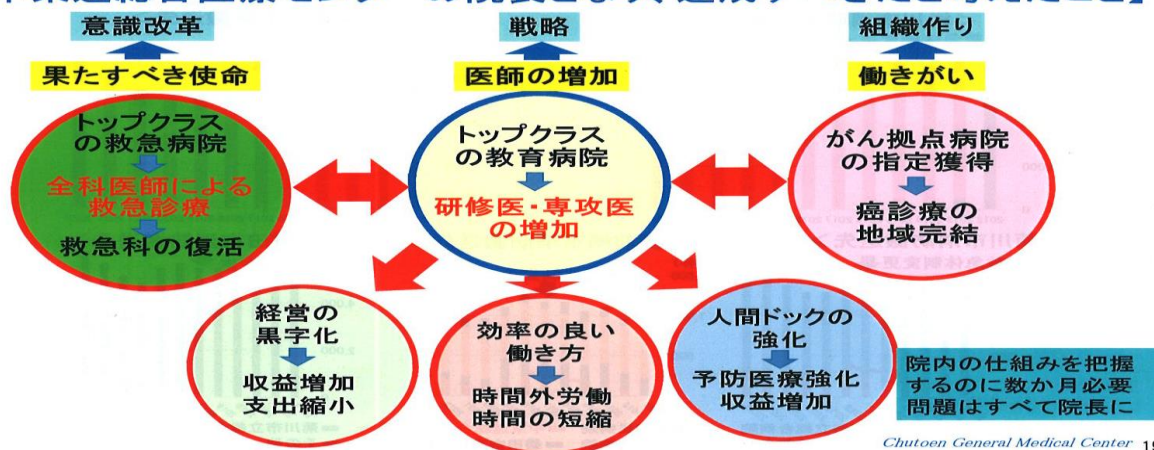 意識改革
戦略
組織作り
果たすべき使命
医師の増加
働きがい
トップクラス
の救急病院
全科医師による
救急診療
救急科の復活
トップクラス
の教育病院
研修医・専攻医
の増加
がん拠点病院
の指定獲得
癌診療の
地域完結
経営の
黒字化
収益増加
支出縮小
効率の良い
働き方
時間外労働
時間の短縮
人間ドックの
強化
予防医療強化
収益増加
院内の仕組みを把握
するのに数か月必要
問題はすべて院長に
Chutoen General Medical Center